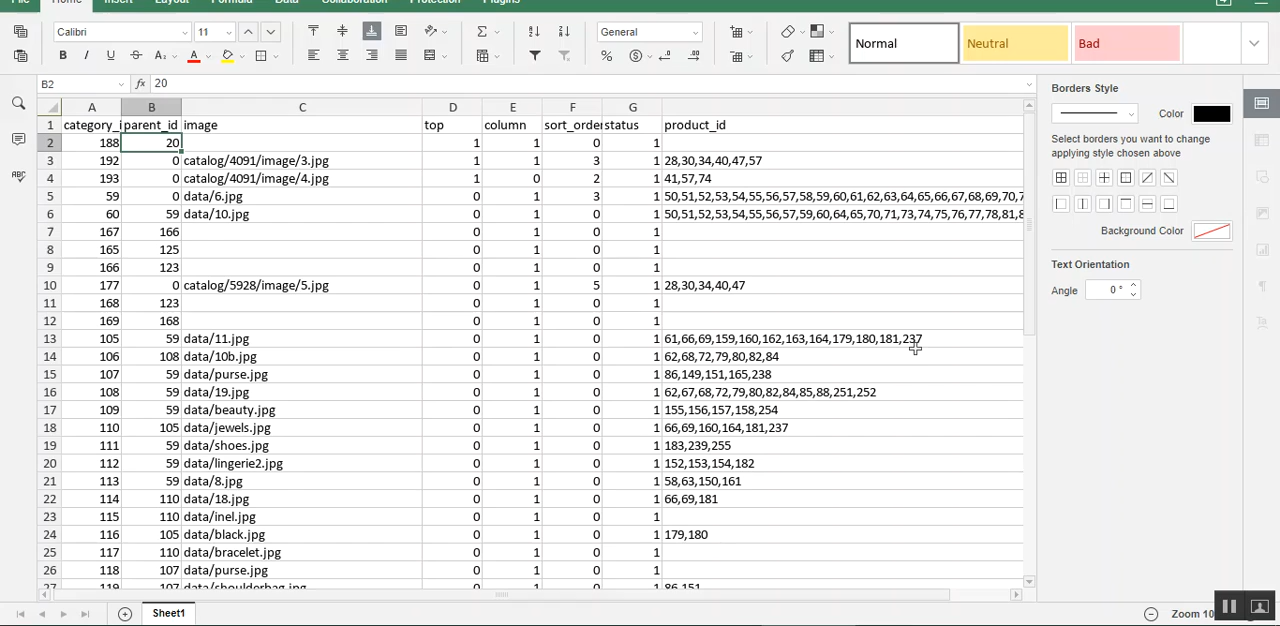 File Home Insert Layout Formula Data Collaboration Protection Plugins
Calibri 11 General Normal Neutral Bad
B2 fx 20
A B C D E F G
1 category_i parent_id image top column sort_order status product_id
2 188 20 1 1 0 1
3 192 0 catalog/4091/image/3.jpg 1 1 3 1 28,30,34,40,47,57
4 193 0 catalog/4091/image/4.jpg 1 0 2 1 41,57,74
5 59 0 data/6.jpg 0 1 3 1 50,51,52,53,54,55,56,57,58,59,60,61,62,63,64,65,66,67,68,69,70,7
6 60 59 data/10.jpg 0 1 0 1 50,51,52,53,54,55,56,57,59,60,64,65,70,71,73,74,75,76,77,78,81,8
7 167 166 0 1 0 1
8 165 125 0 1 0 1
9 166 123 0 1 0 1
10 177 0 catalog/5928/image/5.jpg 0 1 5 1 28,30,34,40,47
11 168 123 0 1 0 1
12 169 168 0 1 0 1
13 105 59 data/11.jpg 0 1 0 1 61,66,69,159,160,162,163,164,179,180,181,237
14 106 108 data/10b.jpg 0 1 0 1 62,68,72,79,80,82,84
15 107 59 data/purse.jpg 0 1 0 1 86,149,151,165,238
16 108 59 data/19.jpg 0 1 0 1 62,67,68,72,79,80,82,84,85,88,251,252
17 109 59 data/beauty.jpg 0 1 0 1 155,156,157,158,254
18 110 105 data/jewels.jpg 0 1 0 1 66,69,160,164,181,237
19 111 59 data/shoes.jpg 0 1 0 1 183,239,255
20 112 59 data/lingerie2.jpg 0 1 0 1 152,153,154,182
21 113 59 data/8.jpg 0 1 0 1 58,63,150,161
22 114 110 data/18.jpg 0 1 0 1 66,69,181
23 115 110 data/inel.jpg 0 1 0 1
24 116 105 data/black.jpg 0 1 0 1 179,180
25 117 110 data/bracelet.jpg 0 1 0 1
26 118 107 data/purse.jpg 0 1 0 1
27 119 107 data/shoulderbag.jpg 0 1 0 1 86,151
Borders Style
Color
Select borders you want to change
applying style chosen above
Background Color
Text Orientation
Angle 0 °
Sheet1
Zoom 10